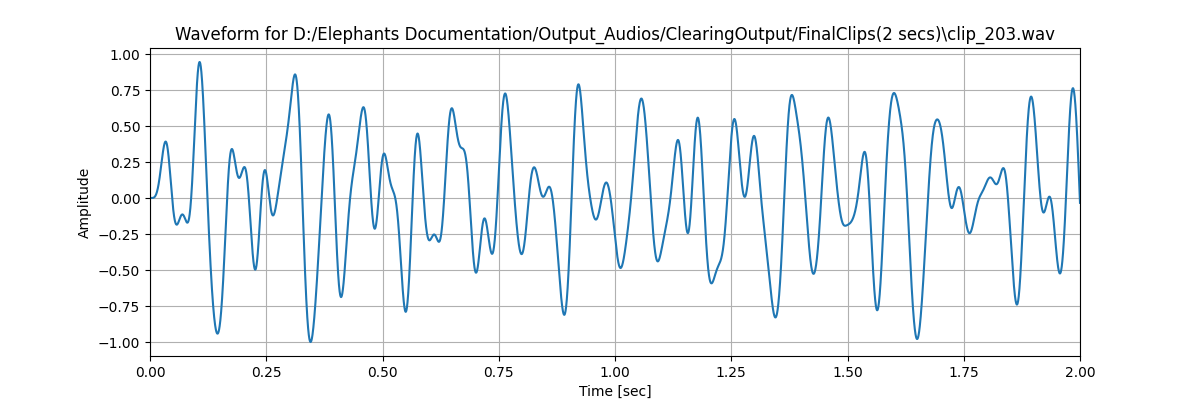 Waveform for D:/Elephants Documentation/Output_Audios/ClearingOutput/FinalClips(2 secs)\clip_203.wav
1.00
0.75
0.50
0.25
0.00
−0.25
−0.50
−0.75
−1.00
Amplitude
0.00 0.25 0.50 0.75 1.00 1.25 1.50 1.75 2.00
Time [sec]